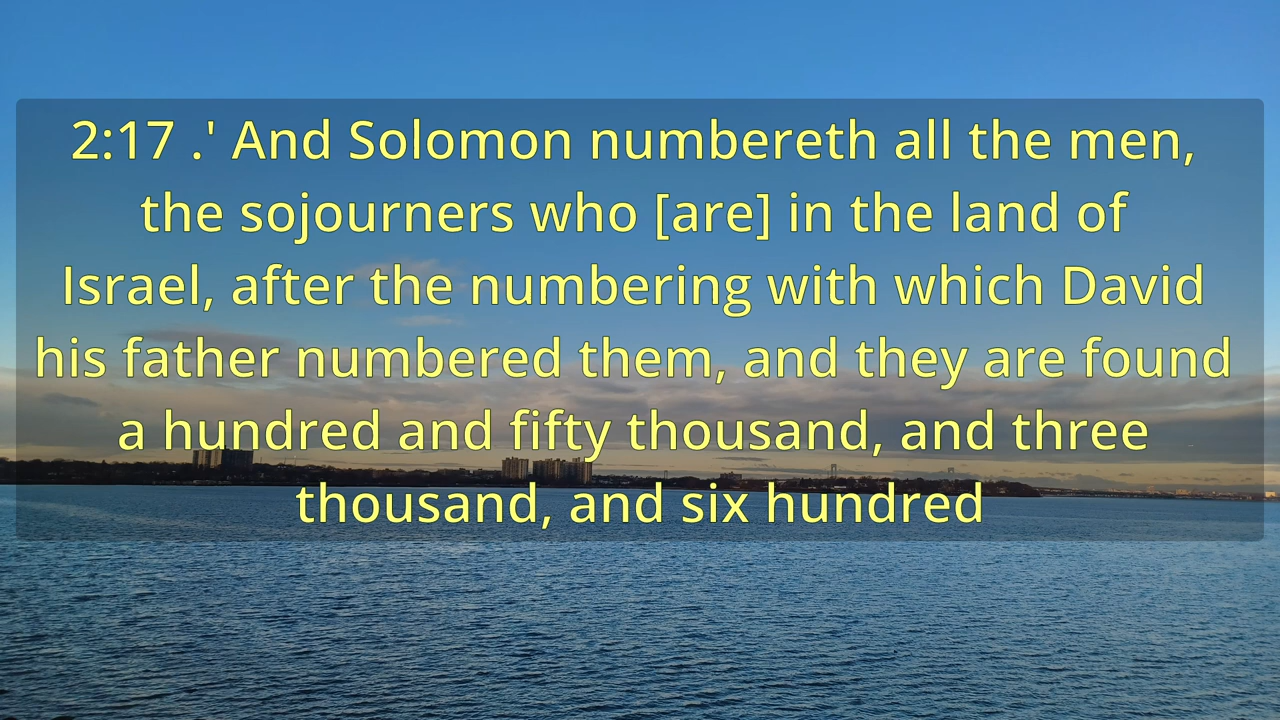 2:17 .' And Solomon numbereth all the men,
the sojourners who [are] in the land of
Israel, after the numbering with which David
his father numbered them, and they are found
a hundred and fifty thousand, and three
thousand, and six hundred